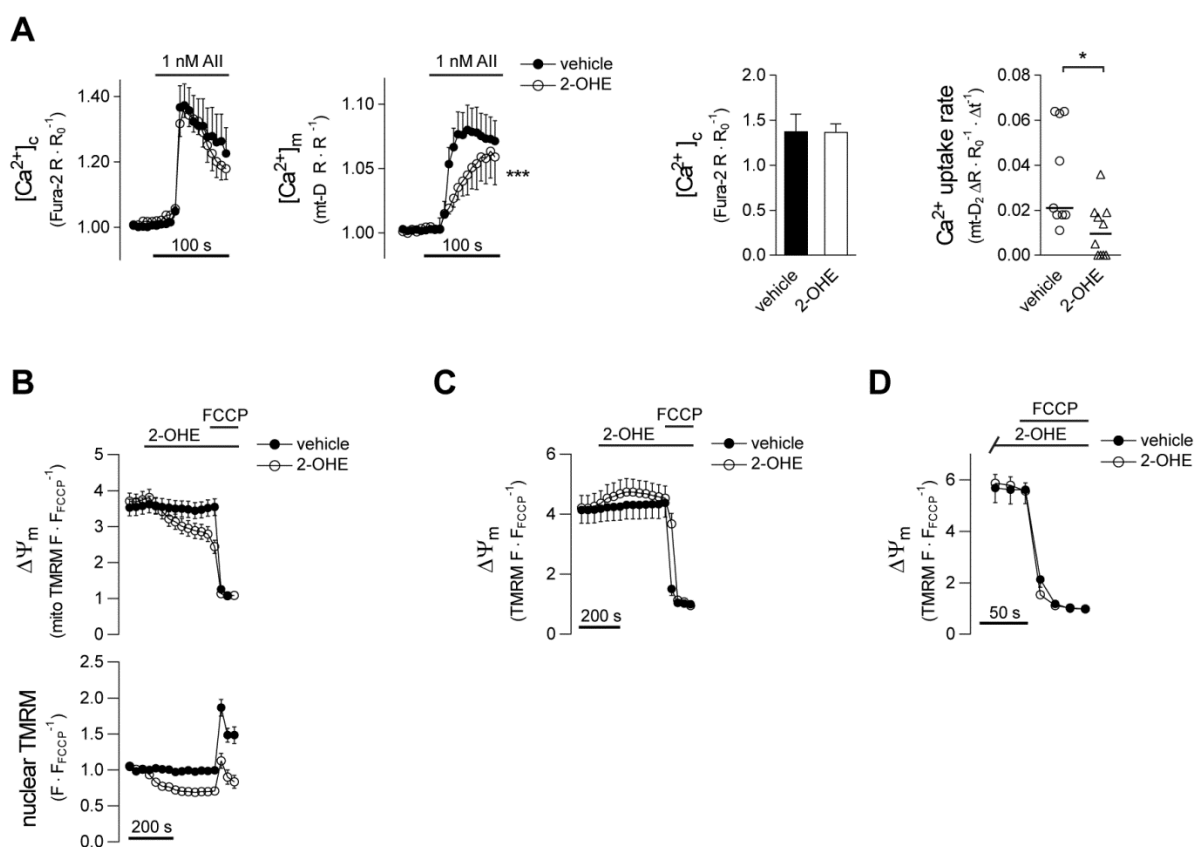 A
1 nM AII
[Ca²⁺]c
(Fura-2 R · R₀⁻¹)
1.40
1.20
1.00
100 s
1 nM AII
vehicle
2-OHE
[Ca²⁺]m
(mt-D R · R⁻¹)
1.10
1.05
1.00
***
100 s
[Ca²⁺]c
(Fura-2 R · R₀⁻¹)
2.0
1.5
1.0
0.5
0.0
vehicle
2-OHE
*
Ca²⁺ uptake rate
(mt-D₂ ΔR · R₀⁻¹ · Δt⁻¹)
0.08
0.06
0.04
0.02
0.00
vehicle
2-OHE
B
FCCP
2-OHE
vehicle
2-OHE
ΔΨm
(mito TMRM F · F_FCCP⁻¹)
5
4
3
2
1
0
nuclear TMRM
(F · F_FCCP⁻¹)
2.5
2.0
1.5
1.0
0.5
0.0
200 s
C
FCCP
2-OHE
vehicle
2-OHE
ΔΨm
(TMRM F · F_FCCP⁻¹)
6
4
2
0
200 s
D
FCCP
2-OHE
vehicle
2-OHE
ΔΨm
(TMRM F · F_FCCP⁻¹)
6
4
2
0
50 s